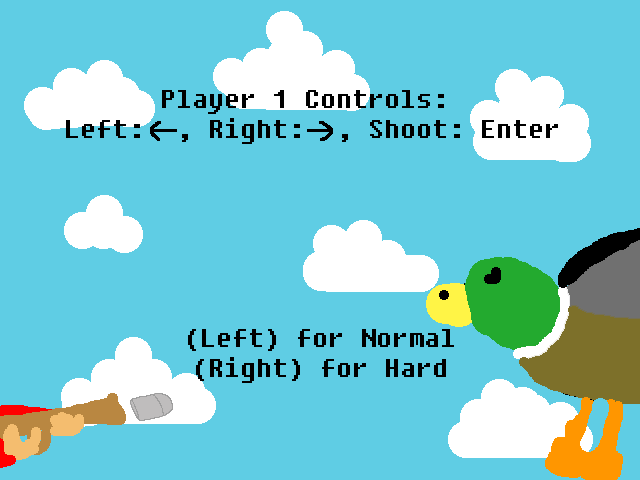 Player 1 Controls:
Left:←, Right:→, Shoot: Enter
(Left) for Normal
(Right) for Hard